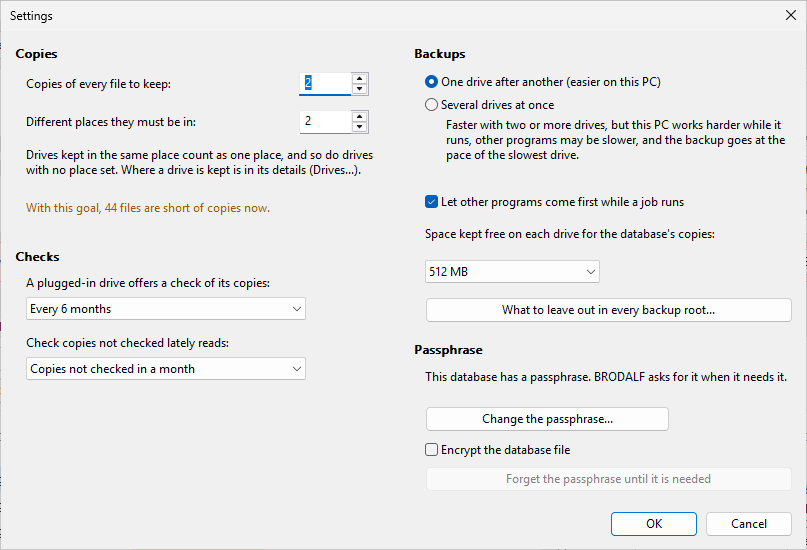 Settings
Copies
Copies of every file to keep:
2
Different places they must be in:
2
Drives kept in the same place count as one place, and so do drives
with no place set. Where a drive is kept is in its details (Drives...).
With this goal, 44 files are short of copies now.
Checks
A plugged-in drive offers a check of its copies:
Every 6 months
Check copies not checked lately reads:
Copies not checked in a month
Backups
One drive after another (easier on this PC)
Several drives at once
Faster with two or more drives, but this PC works harder while it
runs, other programs may be slower, and the backup goes at the
pace of the slowest drive.
Let other programs come first while a job runs
Space kept free on each drive for the database's copies:
512 MB
What to leave out in every backup root...
Passphrase
This database has a passphrase. BRODALF asks for it when it needs it.
Change the passphrase...
Encrypt the database file
Forget the passphrase until it is needed
OK
Cancel